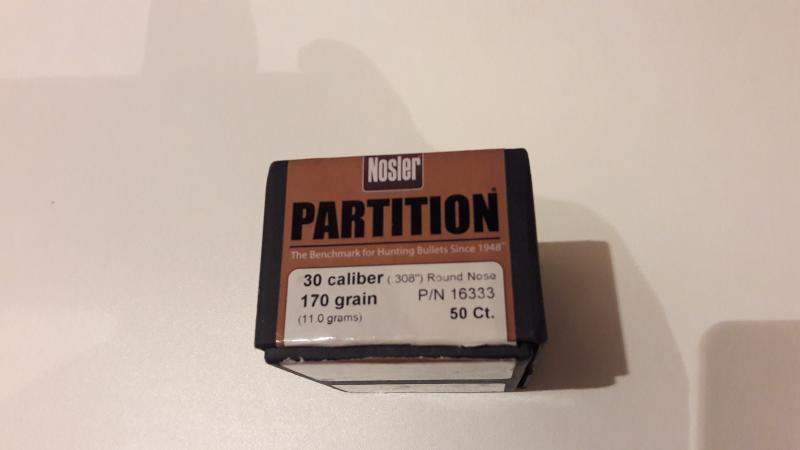 Nosler
PARTITION®
The Benchmark for Hunting Bullets Since 1948™
30 caliber (.308") Round Nose
170 grain P/N 16333
(11.0 grams) 50 Ct.